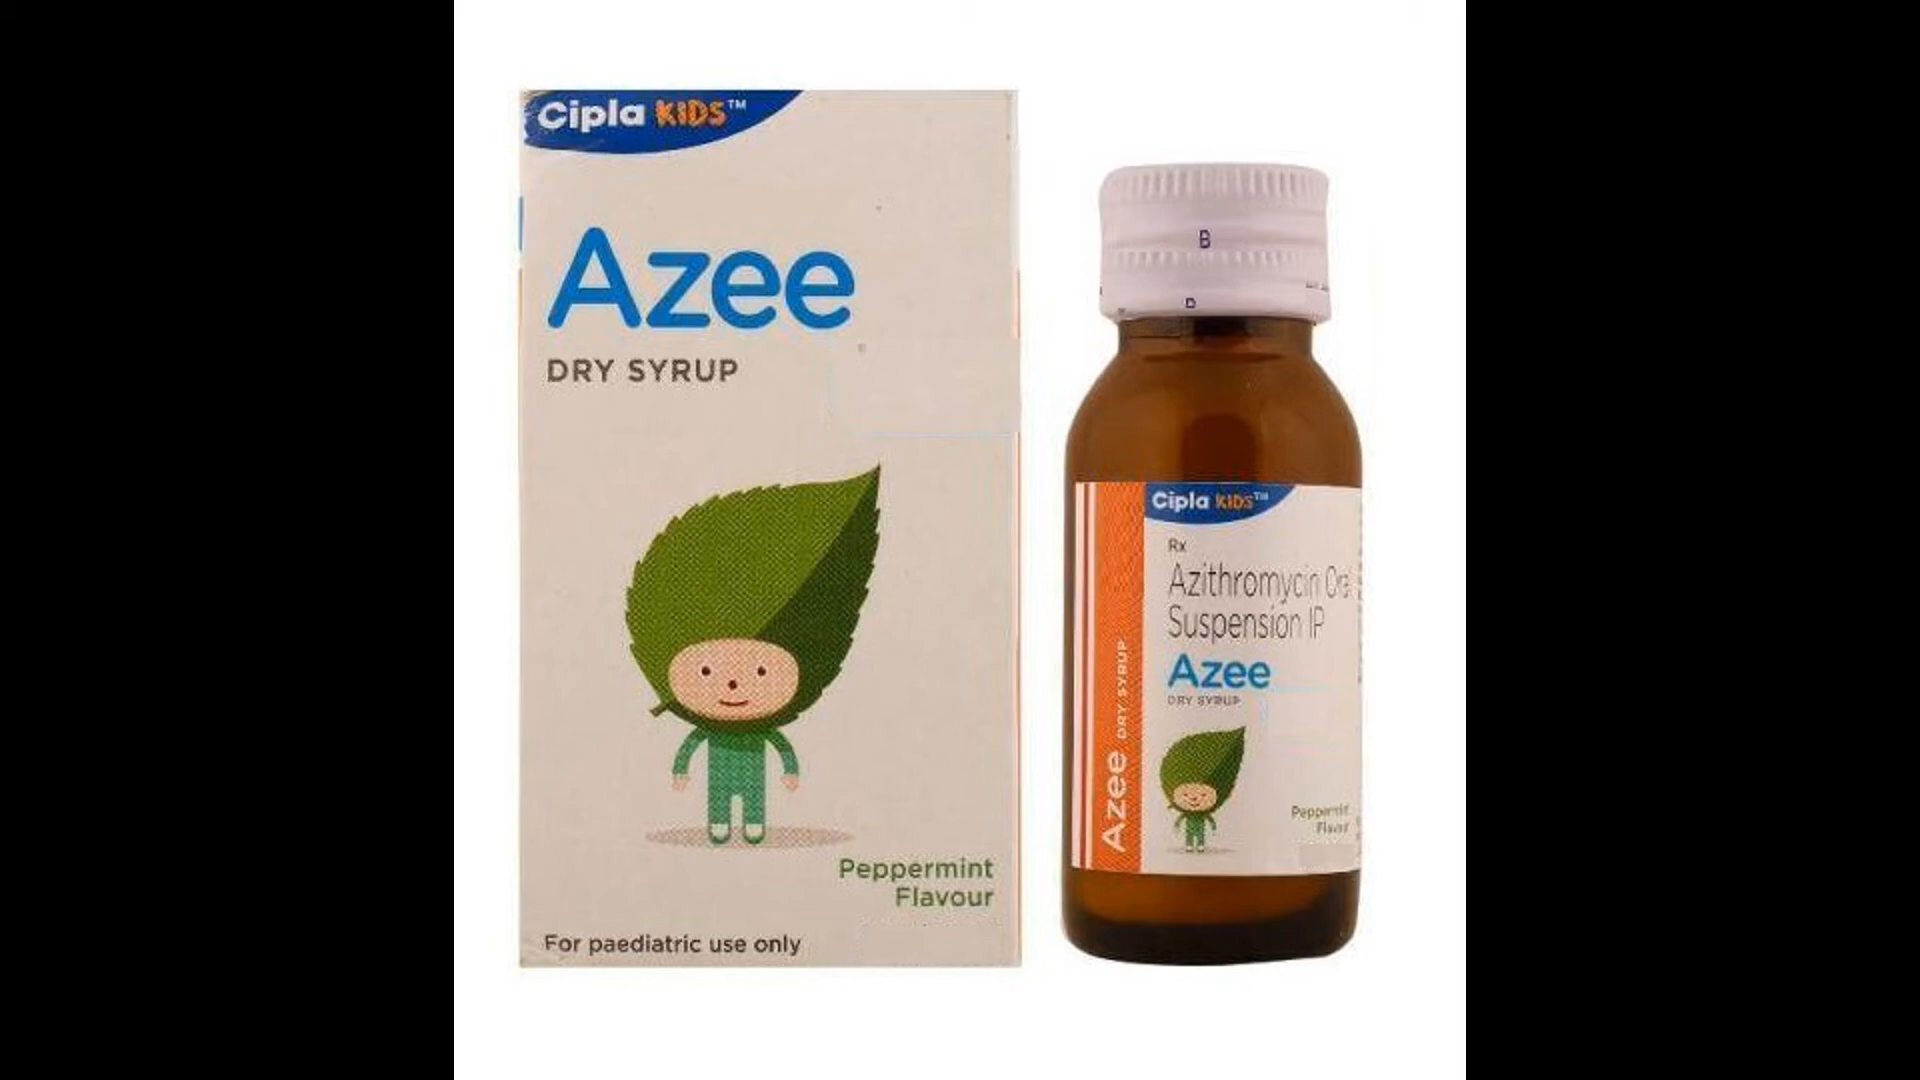 Cipla KIDS™
Azee
DRY SYRUP
Peppermint
Flavour
For paediatric use only
B
Cipla KIDS™
Rx
Azithromycin
Suspension IP
Azee
DRY SYRUP
Peppermint
Flavour
Azee DRY SYRUP